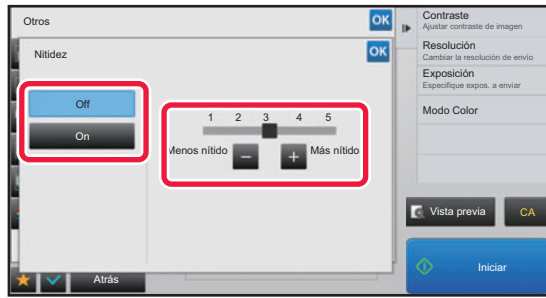 Otros
OK
Nitidez
OK
Off
On
1 2 3 4 5
Menos nítido
Más nítido
Atrás
Contraste
Ajustar contraste de imagen
Resolución
Cambiar la resolución de envío
Exposición
Especifique expos. a enviar
Modo Color
Vista previa
CA
Iniciar